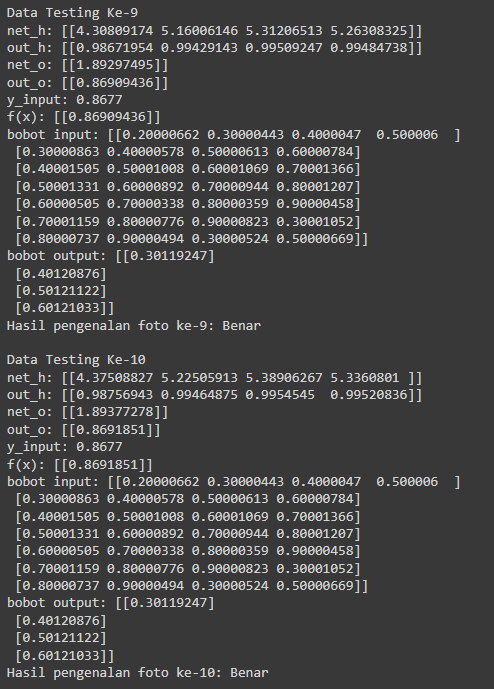 Data Testing Ke-9
net_h: [[4.30809174 5.16006146 5.31206513 5.26308325]]
out_h: [[0.98671954 0.99429143 0.99509247 0.99484738]]
net_o: [[1.89297495]]
out_o: [[0.86909436]]
y_input: 0.8677
f(x): [[0.86909436]]
bobot input: [[0.20000662 0.30000443 0.4000047  0.500006  ]
 [0.30000863 0.40000578 0.50000613 0.60000784]
 [0.40001505 0.50001008 0.60001069 0.70001366]
 [0.50001331 0.60000892 0.70000944 0.80001207]
 [0.60000505 0.70000338 0.80000359 0.90000458]
 [0.70001159 0.80000776 0.90000823 0.30001052]
 [0.80000737 0.90000494 0.30000524 0.50000669]]
bobot output: [[0.30119247]
 [0.40120876]
 [0.50121122]
 [0.60121033]]
Hasil pengenalan foto ke-9: Benar

Data Testing Ke-10
net_h: [[4.37508827 5.22505913 5.38906267 5.3360801 ]]
out_h: [[0.98756943 0.99464875 0.9954545  0.99520836]]
net_o: [[1.89377278]]
out_o: [[0.8691851]]
y_input: 0.8677
f(x): [[0.8691851]]
bobot input: [[0.20000662 0.30000443 0.4000047  0.500006  ]
 [0.30000863 0.40000578 0.50000613 0.60000784]
 [0.40001505 0.50001008 0.60001069 0.70001366]
 [0.50001331 0.60000892 0.70000944 0.80001207]
 [0.60000505 0.70000338 0.80000359 0.90000458]
 [0.70001159 0.80000776 0.90000823 0.30001052]
 [0.80000737 0.90000494 0.30000524 0.50000669]]
bobot output: [[0.30119247]
 [0.40120876]
 [0.50121122]
 [0.60121033]]
Hasil pengenalan foto ke-10: Benar